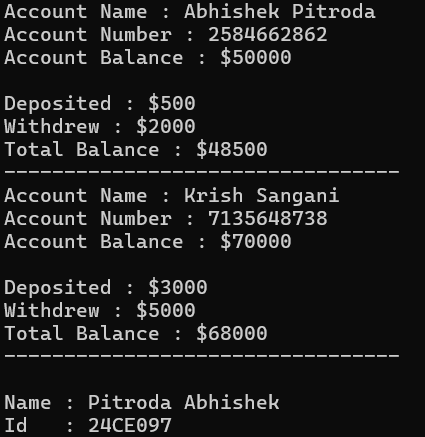 Account Name : Abhishek Pitroda
Account Number : 2584662862
Account Balance : $50000
Deposited : $500
Withdrew : $2000
Total Balance : $48500
---------------------------------
Account Name : Krish Sangani
Account Number : 7135648738
Account Balance : $70000
Deposited : $3000
Withdrew : $5000
Total Balance : $68000
---------------------------------
Name : Pitroda Abhishek
Id   : 24CE097